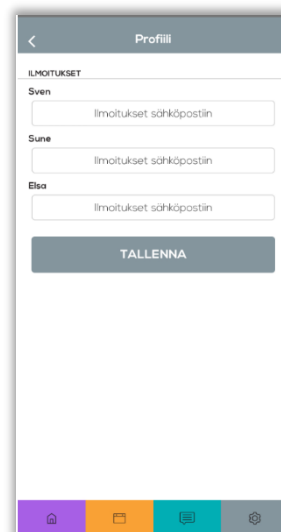 Profiili
ILMOITUKSET
Sven
Ilmoitukset sähköpostiin
Sune
Ilmoitukset sähköpostiin
Elsa
Ilmoitukset sähköpostiin
TALLENNA